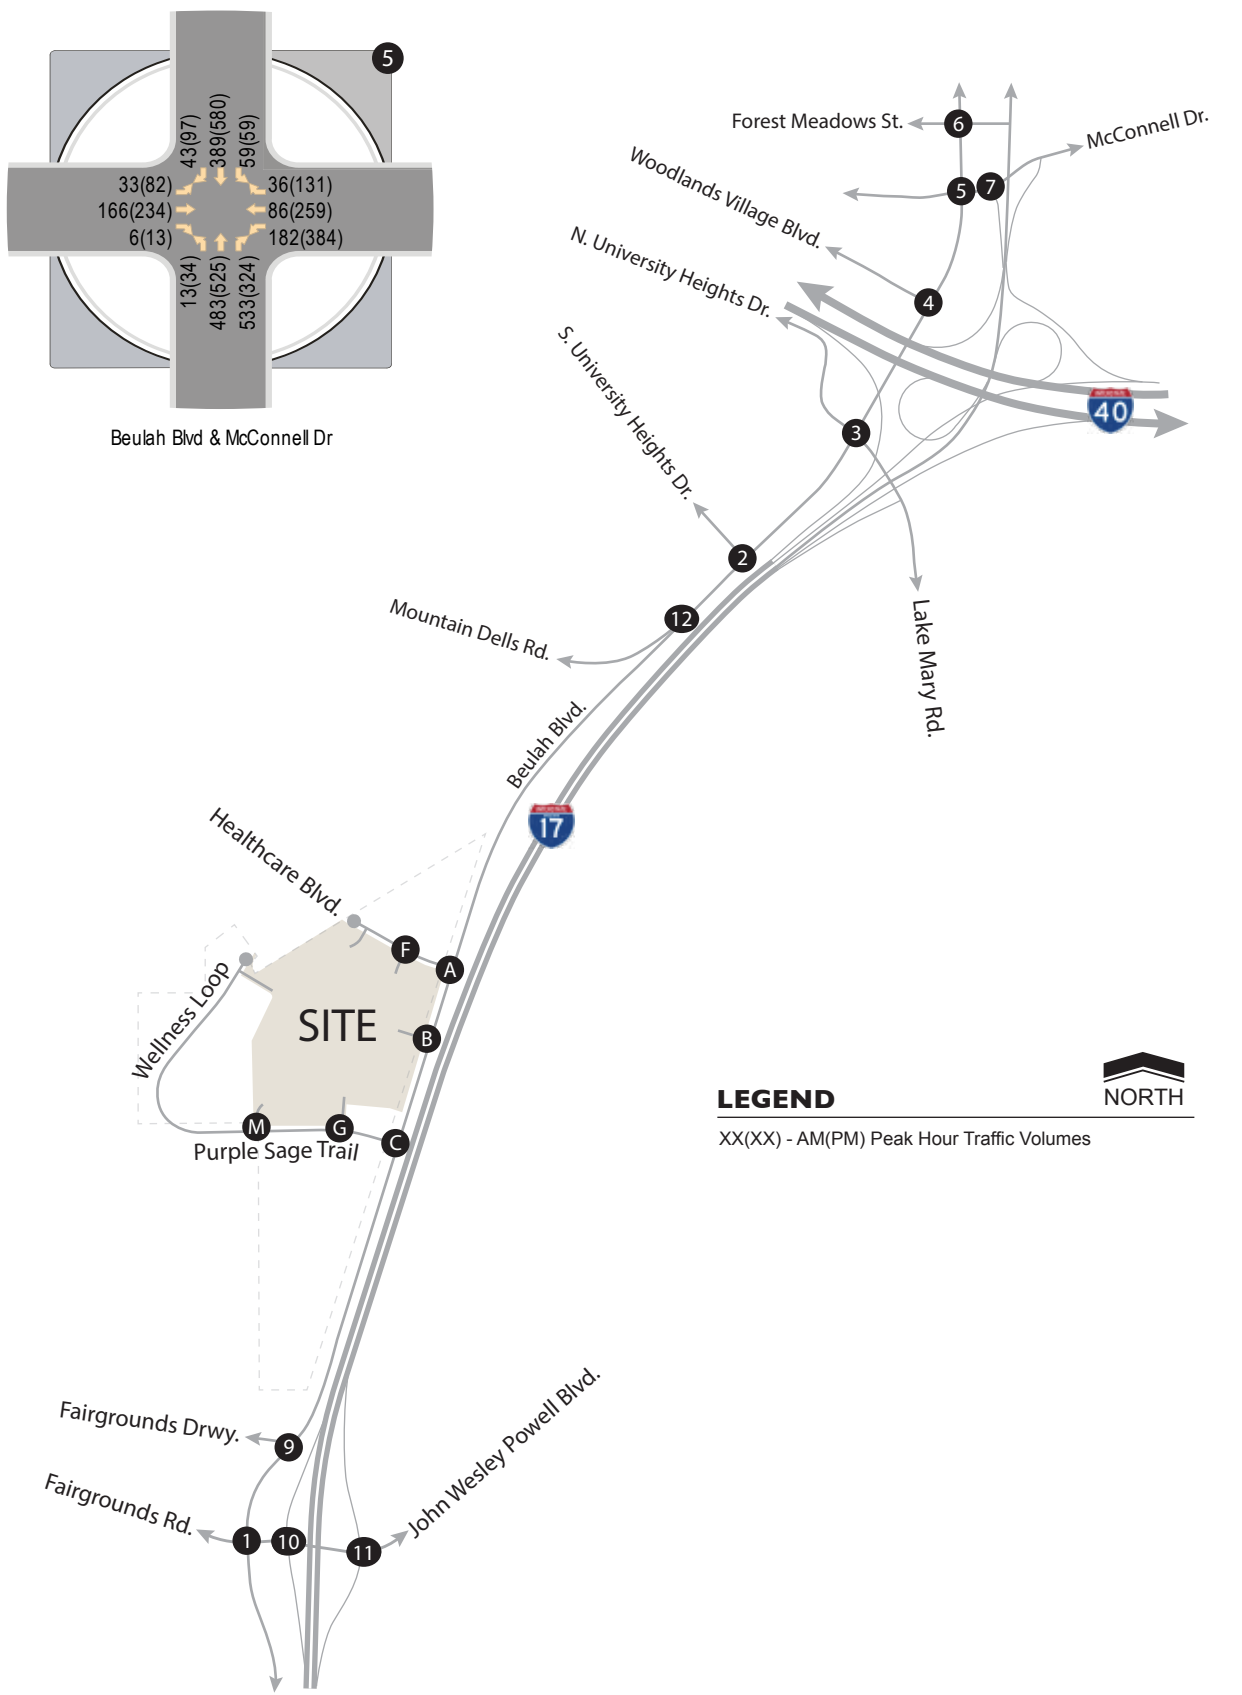 5
43(97)
389(580)
59(59)
33(82)
36(131)
166(234)
86(259)
6(13)
182(384)
13(34)
483(525)
533(324)
Beulah Blvd & McConnell Dr
Forest Meadows St.
6
McConnell Dr.
Woodlands Village Blvd.
5
7
N. University Heights Dr.
4
S. University Heights Dr.
40
3
2
12
Mountain Dells Rd.
Lake Mary Rd.
Beulah Blvd.
17
Healthcare Blvd.
F
A
Wellness Loop
SITE
B
M
G
C
Purple Sage Trail
NORTH
LEGEND
XX(XX) - AM(PM) Peak Hour Traffic Volumes
Fairgrounds Drwy.
9
John Wesley Powell Blvd.
Fairgrounds Rd.
1
10
11